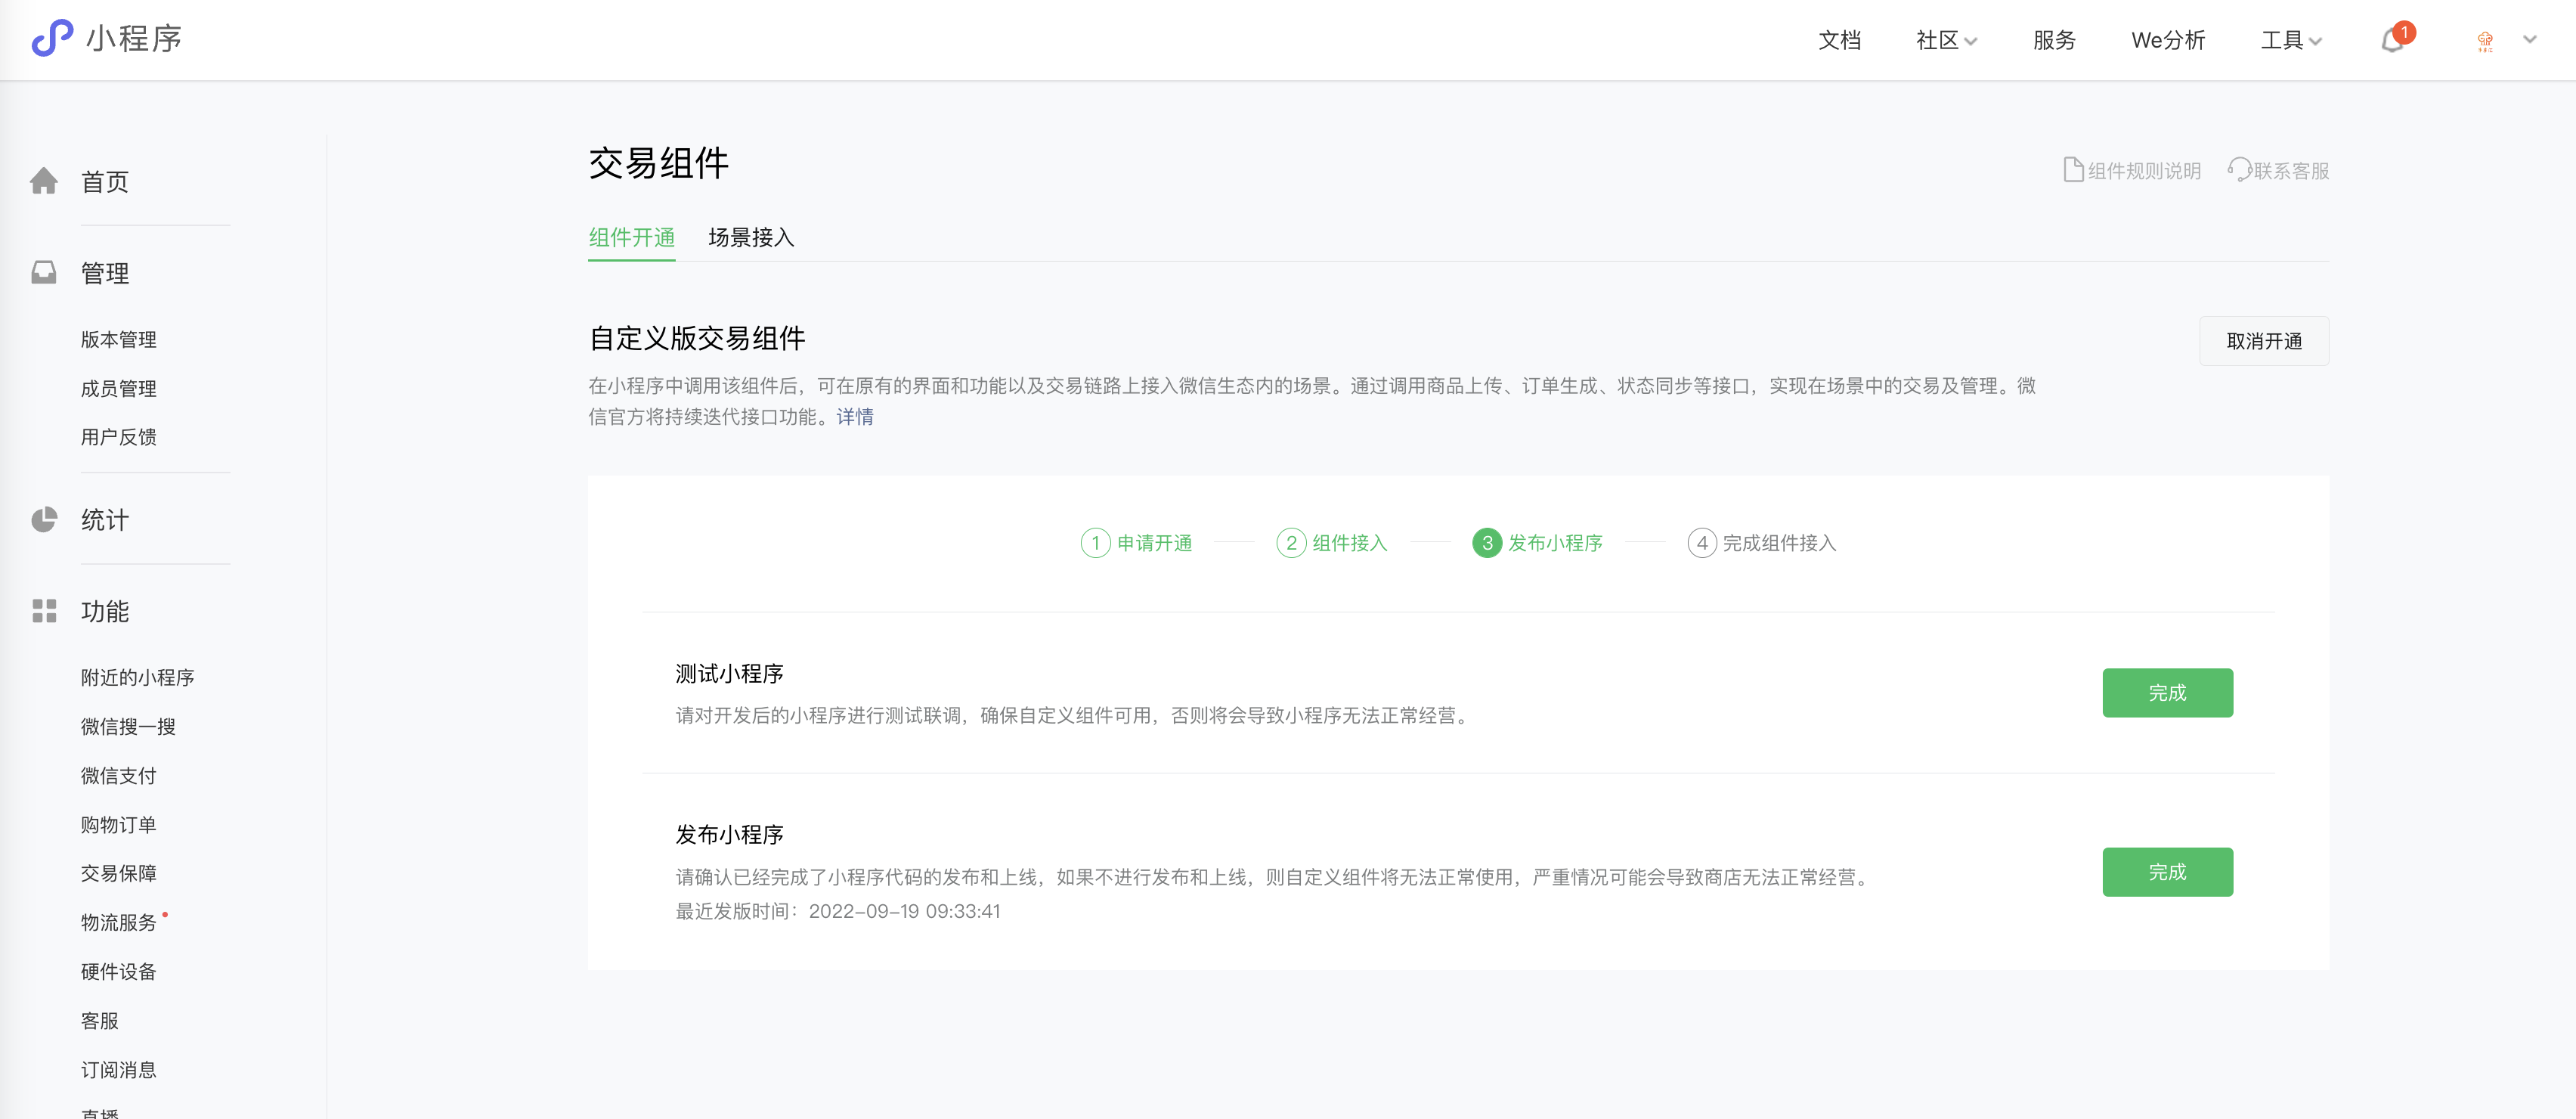 小程序
文档
社区
服务
We分析
工具
1
首页
管理
版本管理
成员管理
用户反馈
统计
功能
附近的小程序
微信搜一搜
微信支付
购物订单
交易保障
物流服务
硬件设备
客服
订阅消息
直播
交易组件
组件规则说明
联系客服
组件开通
场景接入
自定义版交易组件
取消开通
在小程序中调用该组件后，可在原有的界面和功能以及交易链路上接入微信生态内的场景。通过调用商品上传、订单生成、状态同步等接口，实现在场景中的交易及管理。微
信官方将持续迭代接口功能。详情
1 申请开通
2 组件接入
3 发布小程序
4 完成组件接入
测试小程序
请对开发后的小程序进行测试联调，确保自定义组件可用，否则将会导致小程序无法正常经营。
完成
发布小程序
请确认已经完成了小程序代码的发布和上线，如果不进行发布和上线，则自定义组件将无法正常使用，严重情况可能会导致商店无法正常经营。
最近发版时间：2022-09-19 09:33:41
完成